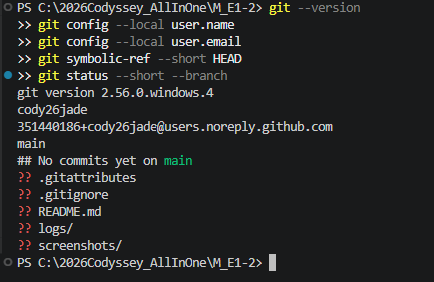 PS C:\2026Codyssey_AllInOne\M_E1-2> git --version
>> git config --local user.name
>> git config --local user.email
>> git symbolic-ref --short HEAD
>> git status --short --branch
git version 2.56.0.windows.4
cody26jade
351440186+cody26jade@users.noreply.github.com
main
## No commits yet on main
?? .gitattributes
?? .gitignore
?? README.md
?? logs/
?? screenshots/
PS C:\2026Codyssey_AllInOne\M_E1-2>